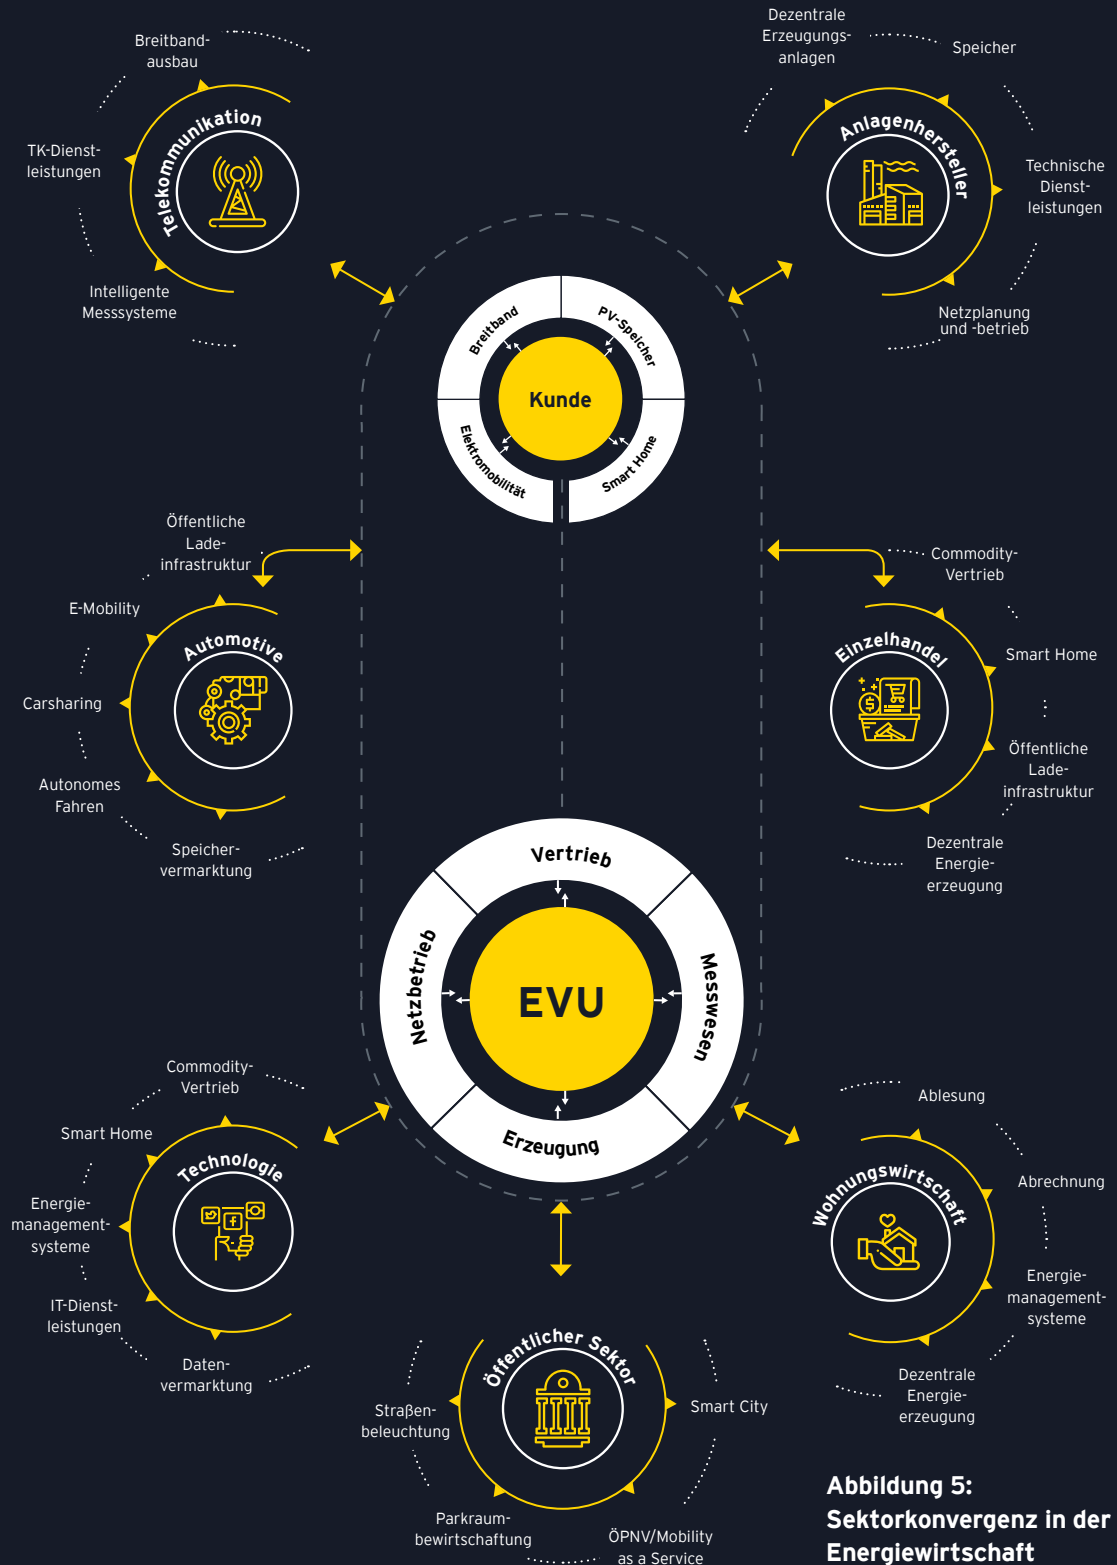 Breitband-
ausbau
TK-Dienst-
leistungen
Intelligente
Messsysteme
Telekommunikation
Dezentrale
Erzeugungs-
anlagen
Speicher
Technische
Dienst-
leistungen
Netzplanung
und -betrieb
Anlagenhersteller
Breitband
PV-Speicher
Elektromobilität
Smart Home
Kunde
Öffentliche
Lade-
infrastruktur
E-Mobility
Carsharing
Autonomes
Fahren
Speicher-
vermarktung
Automotive
Commodity-
Vertrieb
Smart Home
Öffentliche
Lade-
infrastruktur
Dezentrale
Energie-
erzeugung
Einzelhandel
Vertrieb
Netzbetrieb
Messwesen
Erzeugung
EVU
Commodity-
Vertrieb
Smart Home
Energie-
management-
systeme
IT-Dienst-
leistungen
Daten-
vermarktung
Technologie
Ablesung
Abrechnung
Energie-
management-
systeme
Dezentrale
Energie-
erzeugung
Wohnungswirtschaft
Öffentlicher Sektor
Straßen-
beleuchtung
Smart City
Parkraum-
bewirtschaftung
ÖPNV/Mobility
as a Service
Abbildung 5:
Sektorkonvergenz in der
Energiewirtschaft